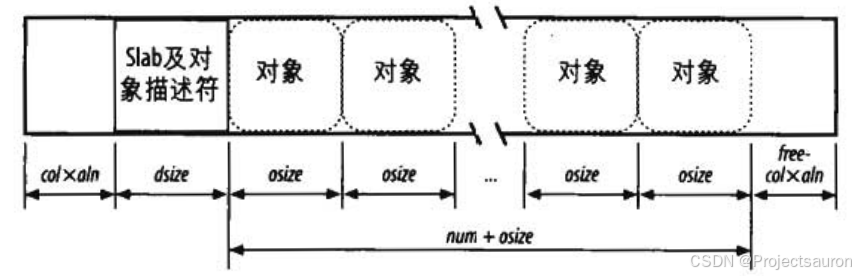 Slab及对
象描述符
对象
对象
对象
对象
col×aln
dsize
osize
osize
...
osize
osize
free-
col×aln
num + osize
CSDN @Projectsauron